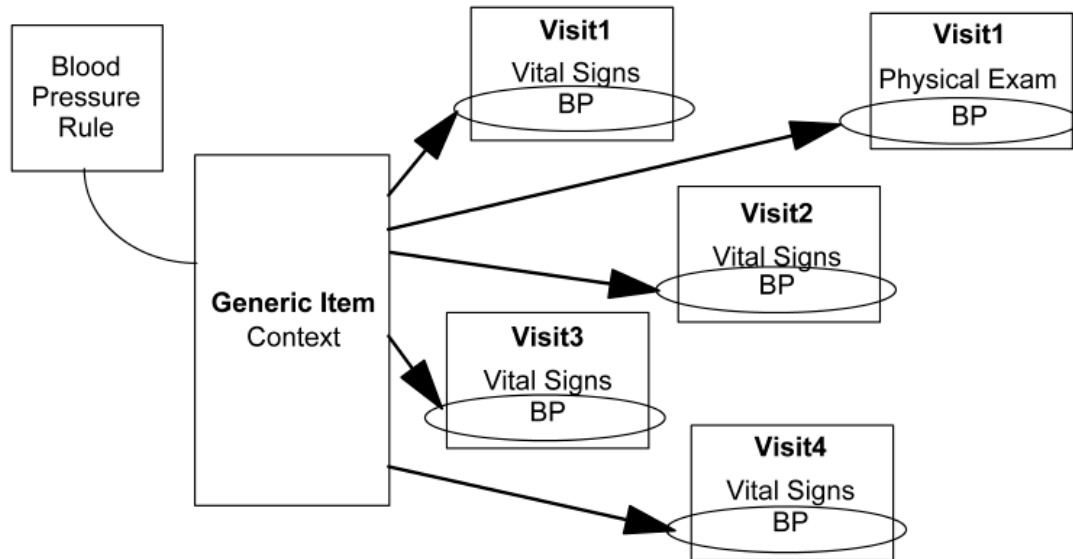 Blood
Pressure
Rule
Generic Item
Context
Visit1
Vital Signs
BP
Visit1
Physical Exam
BP
Visit2
Vital Signs
BP
Visit3
Vital Signs
BP
Visit4
Vital Signs
BP